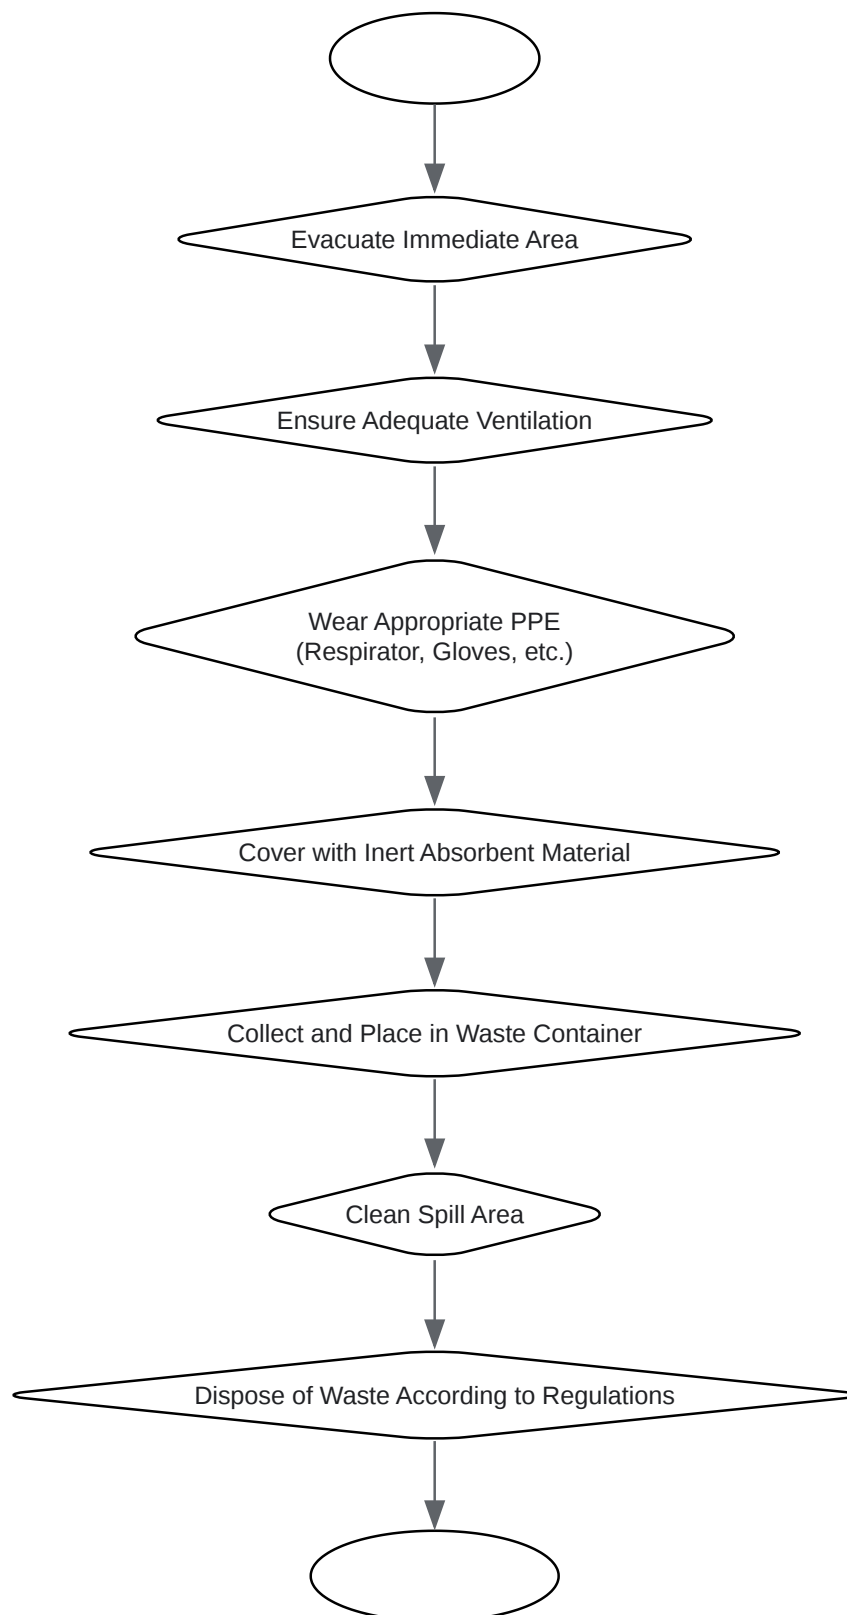 Evacuate Immediate Area
Ensure Adequate Ventilation
Wear Appropriate PPE
(Respirator, Gloves, etc.)
Cover with Inert Absorbent Material
Collect and Place in Waste Container
Clean Spill Area
Dispose of Waste According to Regulations